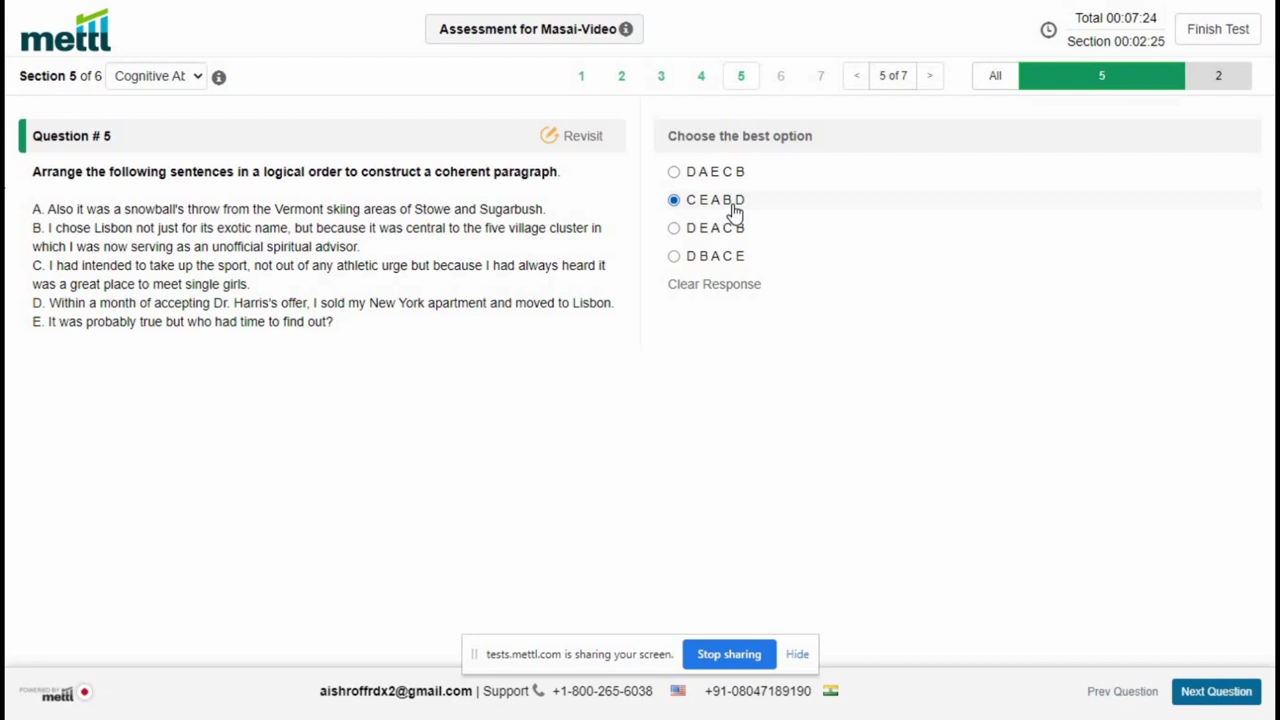 mettl
Assessment for Masai-Video
Total 00:07:24
Section 00:02:25
Finish Test
Section 5 of 6
Cognitive At
1 2 3 4 5 6 7
< 5 of 7 >
All 5 2
Question # 5
Revisit
Arrange the following sentences in a logical order to construct a coherent paragraph.
A. Also it was a snowball's throw from the Vermont skiing areas of Stowe and Sugarbush.
B. I chose Lisbon not just for its exotic name, but because it was central to the five village cluster in
which I was now serving as an unofficial spiritual advisor.
C. I had intended to take up the sport, not out of any athletic urge but because I had always heard it
was a great place to meet single girls.
D. Within a month of accepting Dr. Harris's offer, I sold my New York apartment and moved to Lisbon.
E. It was probably true but who had time to find out?
Choose the best option
D A E C B
C E A B D
D E A C B
D B A C E
Clear Response
tests.mettl.com is sharing your screen.
Stop sharing
Hide
POWERED BY
mettl
aishroffrdx2@gmail.com | Support +1-800-265-6038 +91-08047189190
Prev Question
Next Question